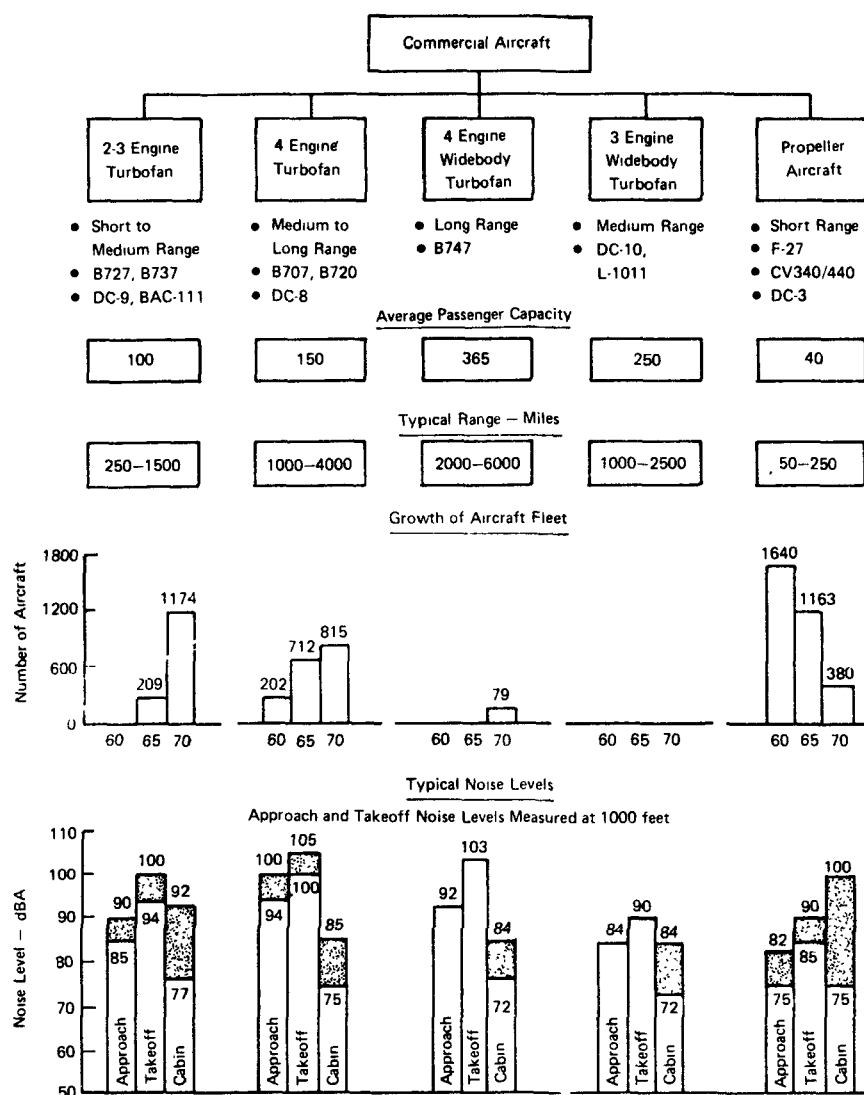 Commercial Aircraft
2-3 Engine
Turbofan
4 Engine
Turbofan
4 Engine
Widebody
Turbofan
3 Engine
Widebody
Turbofan
Propeller
Aircraft
● Short to
Medium Range
● B727, B737
● DC-9, BAC-111
● Medium to
Long Range
● B707, B720
● DC-8
● Long Range
● B747
● Medium Range
● DC-10,
L-1011
● Short Range
● F-27
● CV340/440
● DC-3
Average Passenger Capacity
100
150
365
250
40
Typical Range – Miles
250–1500
1000–4000
2000–6000
1000–2500
50–250
Growth of Aircraft Fleet
Number of Aircraft
1800
1200
600
0
209
1174
60 65 70
202
712
815
60 65 70
79
60 65 70
60 65 70
1640
1163
380
60 65 70
Typical Noise Levels
Approach and Takeoff Noise Levels Measured at 1000 feet
Noise Level – dBA
110
100
90
80
70
60
50
90
85
Approach
100
94
Takeoff
92
77
Cabin
100
94
Approach
105
100
Takeoff
85
75
Cabin
92
Approach
103
Takeoff
84
72
Cabin
84
Approach
90
Takeoff
84
72
Cabin
82
75
Approach
90
85
Takeoff
100
75
Cabin